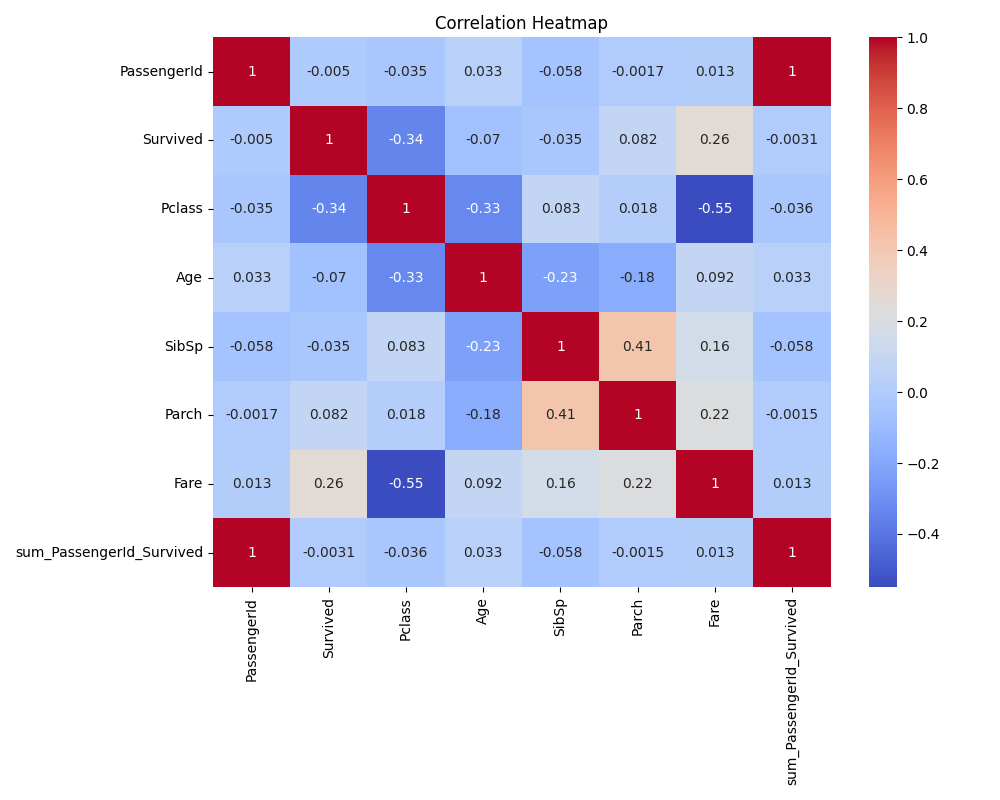 Correlation Heatmap
PassengerId 1 -0.005 -0.035 0.033 -0.058 -0.0017 0.013 1
Survived -0.005 1 -0.34 -0.07 -0.035 0.082 0.26 -0.0031
Pclass -0.035 -0.34 1 -0.33 0.083 0.018 -0.55 -0.036
Age 0.033 -0.07 -0.33 1 -0.23 -0.18 0.092 0.033
SibSp -0.058 -0.035 0.083 -0.23 1 0.41 0.16 -0.058
Parch -0.0017 0.082 0.018 -0.18 0.41 1 0.22 -0.0015
Fare 0.013 0.26 -0.55 0.092 0.16 0.22 1 0.013
sum_PassengerId_Survived 1 -0.0031 -0.036 0.033 -0.058 -0.0015 0.013 1
PassengerId
Survived
Pclass
Age
SibSp
Parch
Fare
sum_PassengerId_Survived
1.0
0.8
0.6
0.4
0.2
0.0
−0.2
−0.4